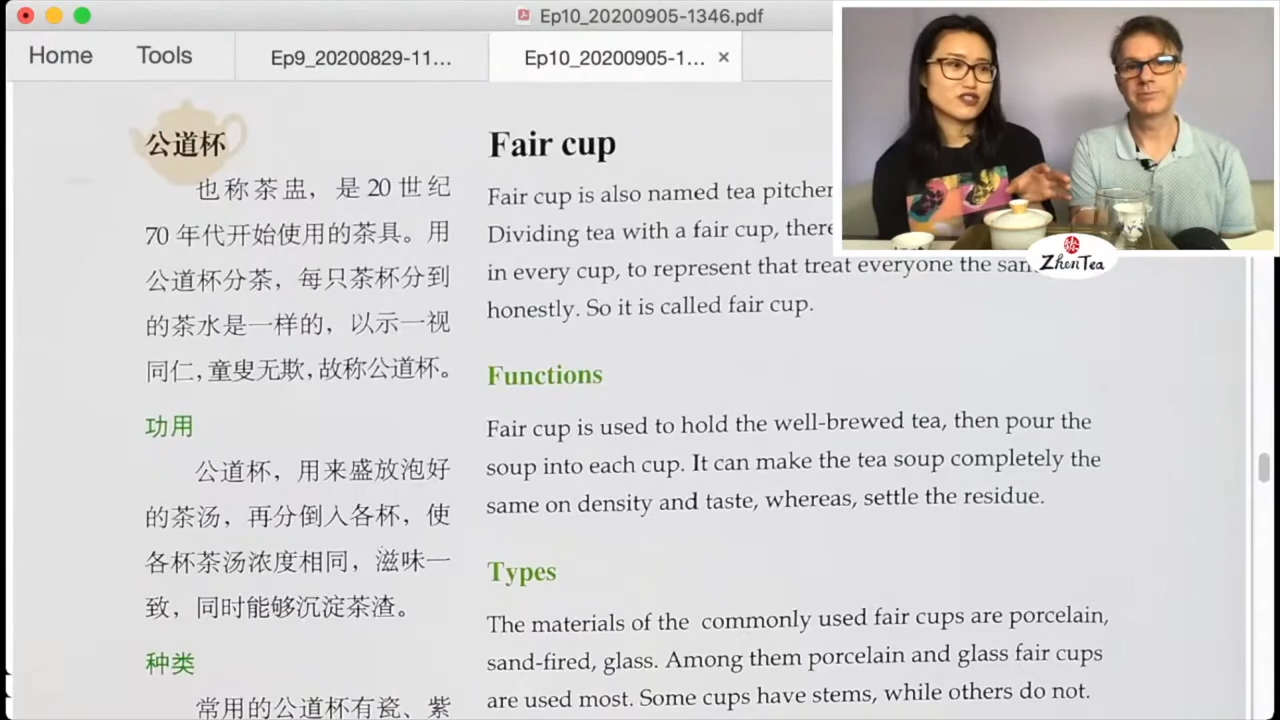 Ep10_20200905-1346.pdf
Home
Tools
Ep9_20200829-11...
Ep10_20200905-1... ×
公道杯
也称茶盅，是20世纪
70年代开始使用的茶具。用
公道杯分茶，每只茶杯分到
的茶水是一样的，以示一视
同仁，童叟无欺，故称公道杯。
功用
公道杯，用来盛放泡好
的茶汤，再分倒入各杯，使
各杯茶汤浓度相同，滋味一
致，同时能够沉淀茶渣。
种类
常用的公道杯有瓷、紫
Fair cup
Fair cup is also named tea pitcher
Dividing tea with a fair cup, there
in every cup, to represent that treat everyone the
honestly. So it is called fair cup.
Functions
Fair cup is used to hold the well-brewed tea, then pour the
soup into each cup. It can make the tea soup completely the
same on density and taste, whereas, settle the residue.
Types
The materials of the commonly used fair cups are porcelain,
sand-fired, glass. Among them porcelain and glass fair cups
are used most. Some cups have stems, while others do not.
Zhen Tea